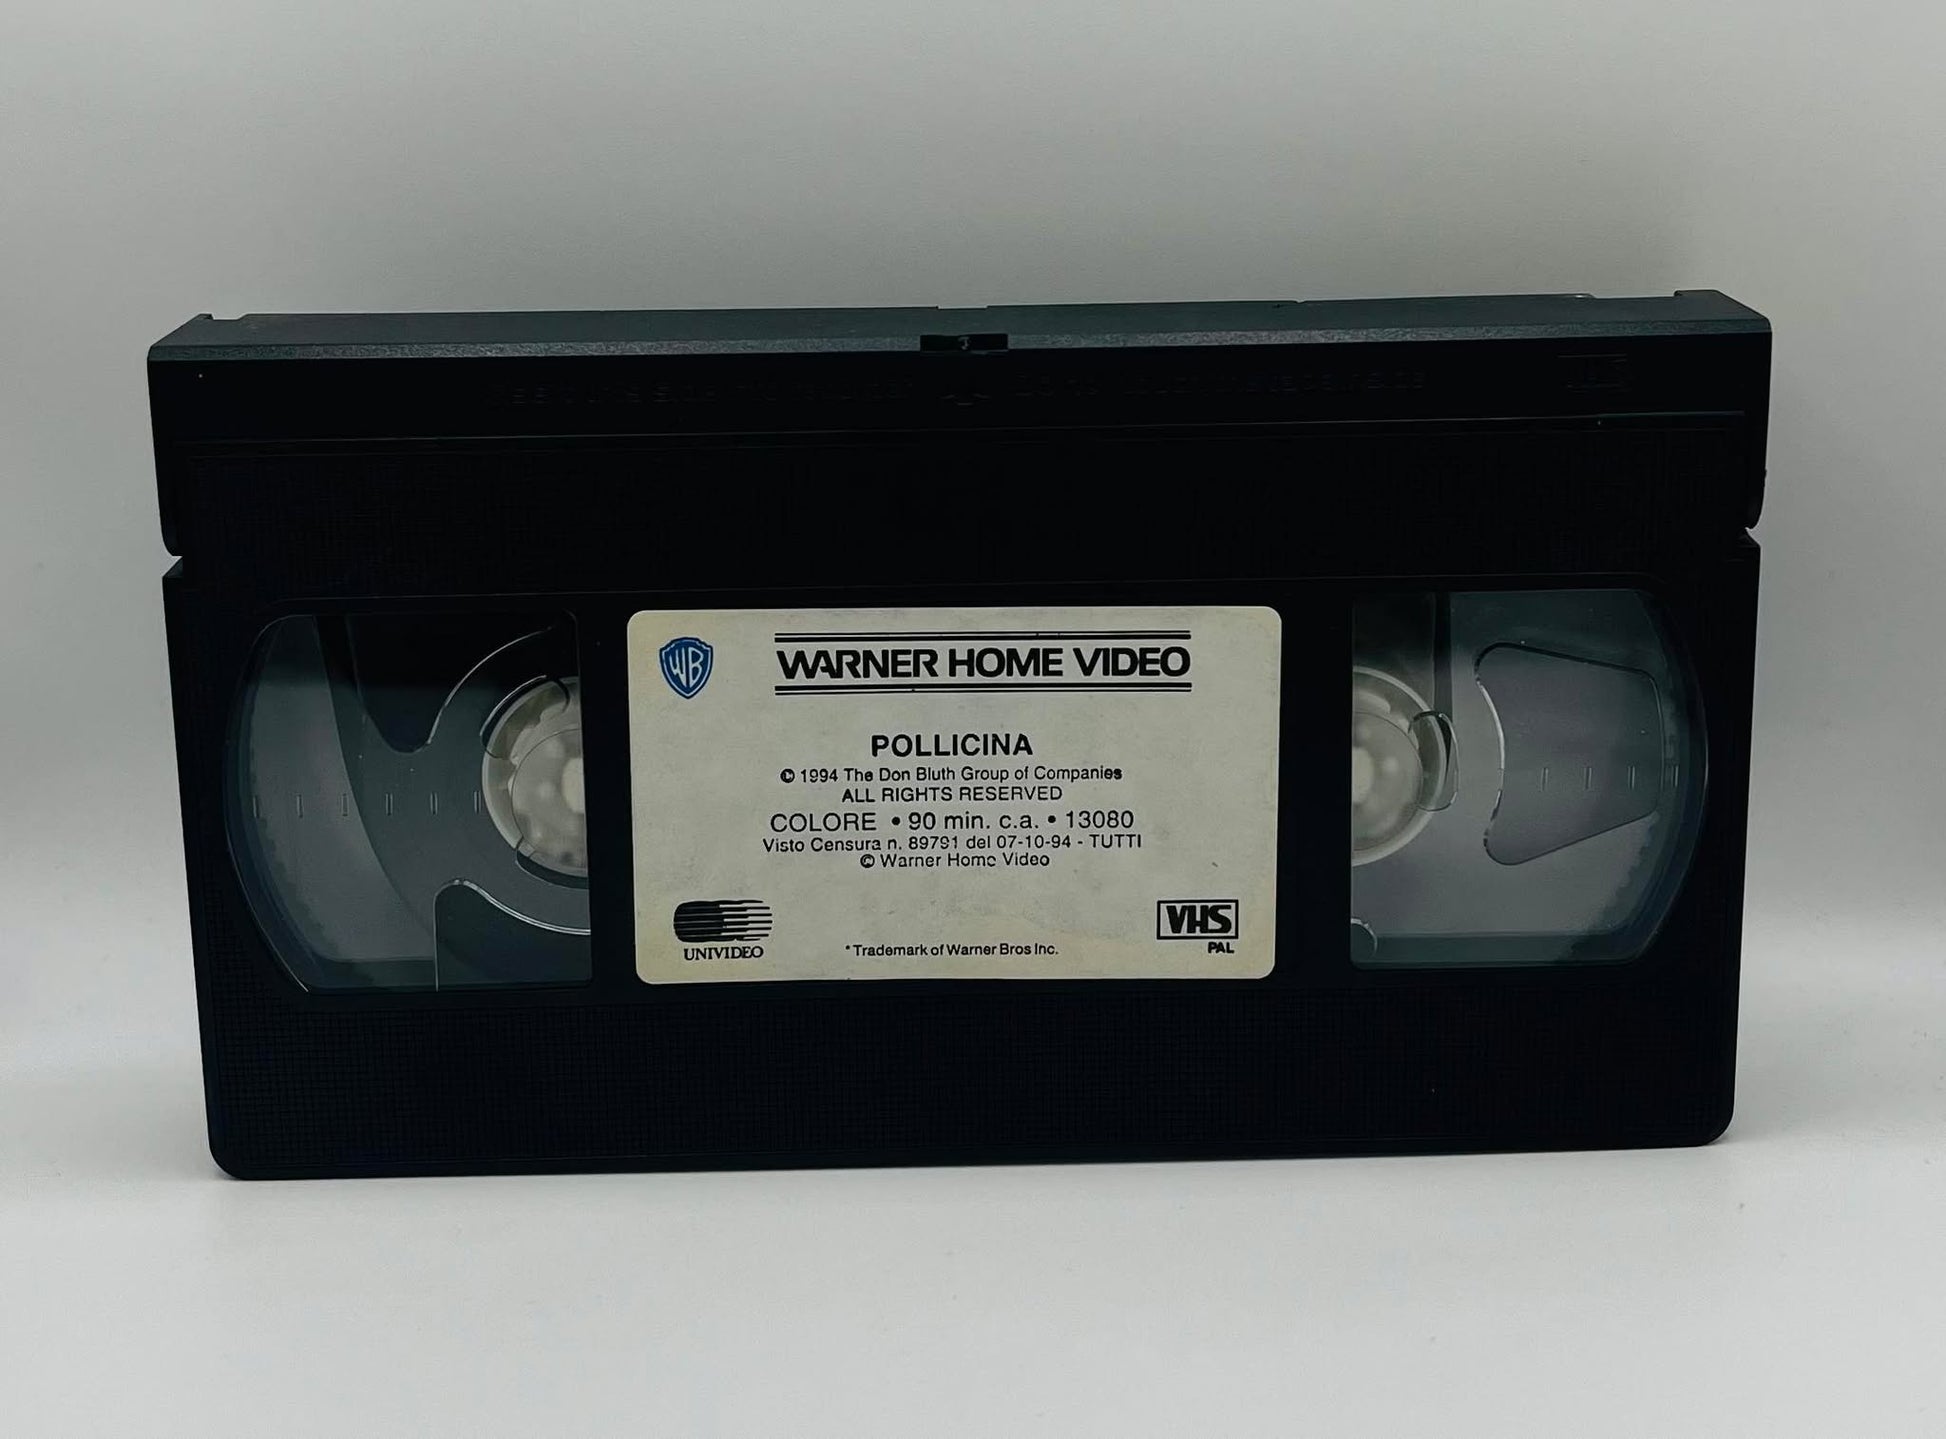 WB
WARNER HOME VIDEO
POLLICINA
© 1994 The Don Bluth Group of Companies
ALL RIGHTS RESERVED
COLORE • 90 min. c.a. • 13080
Visto Censura n. 89791 del 07-10-94 - TUTTI
© Warner Home Video
UNIVIDEO
* Trademark of Warner Bros Inc.
VHS
PAL